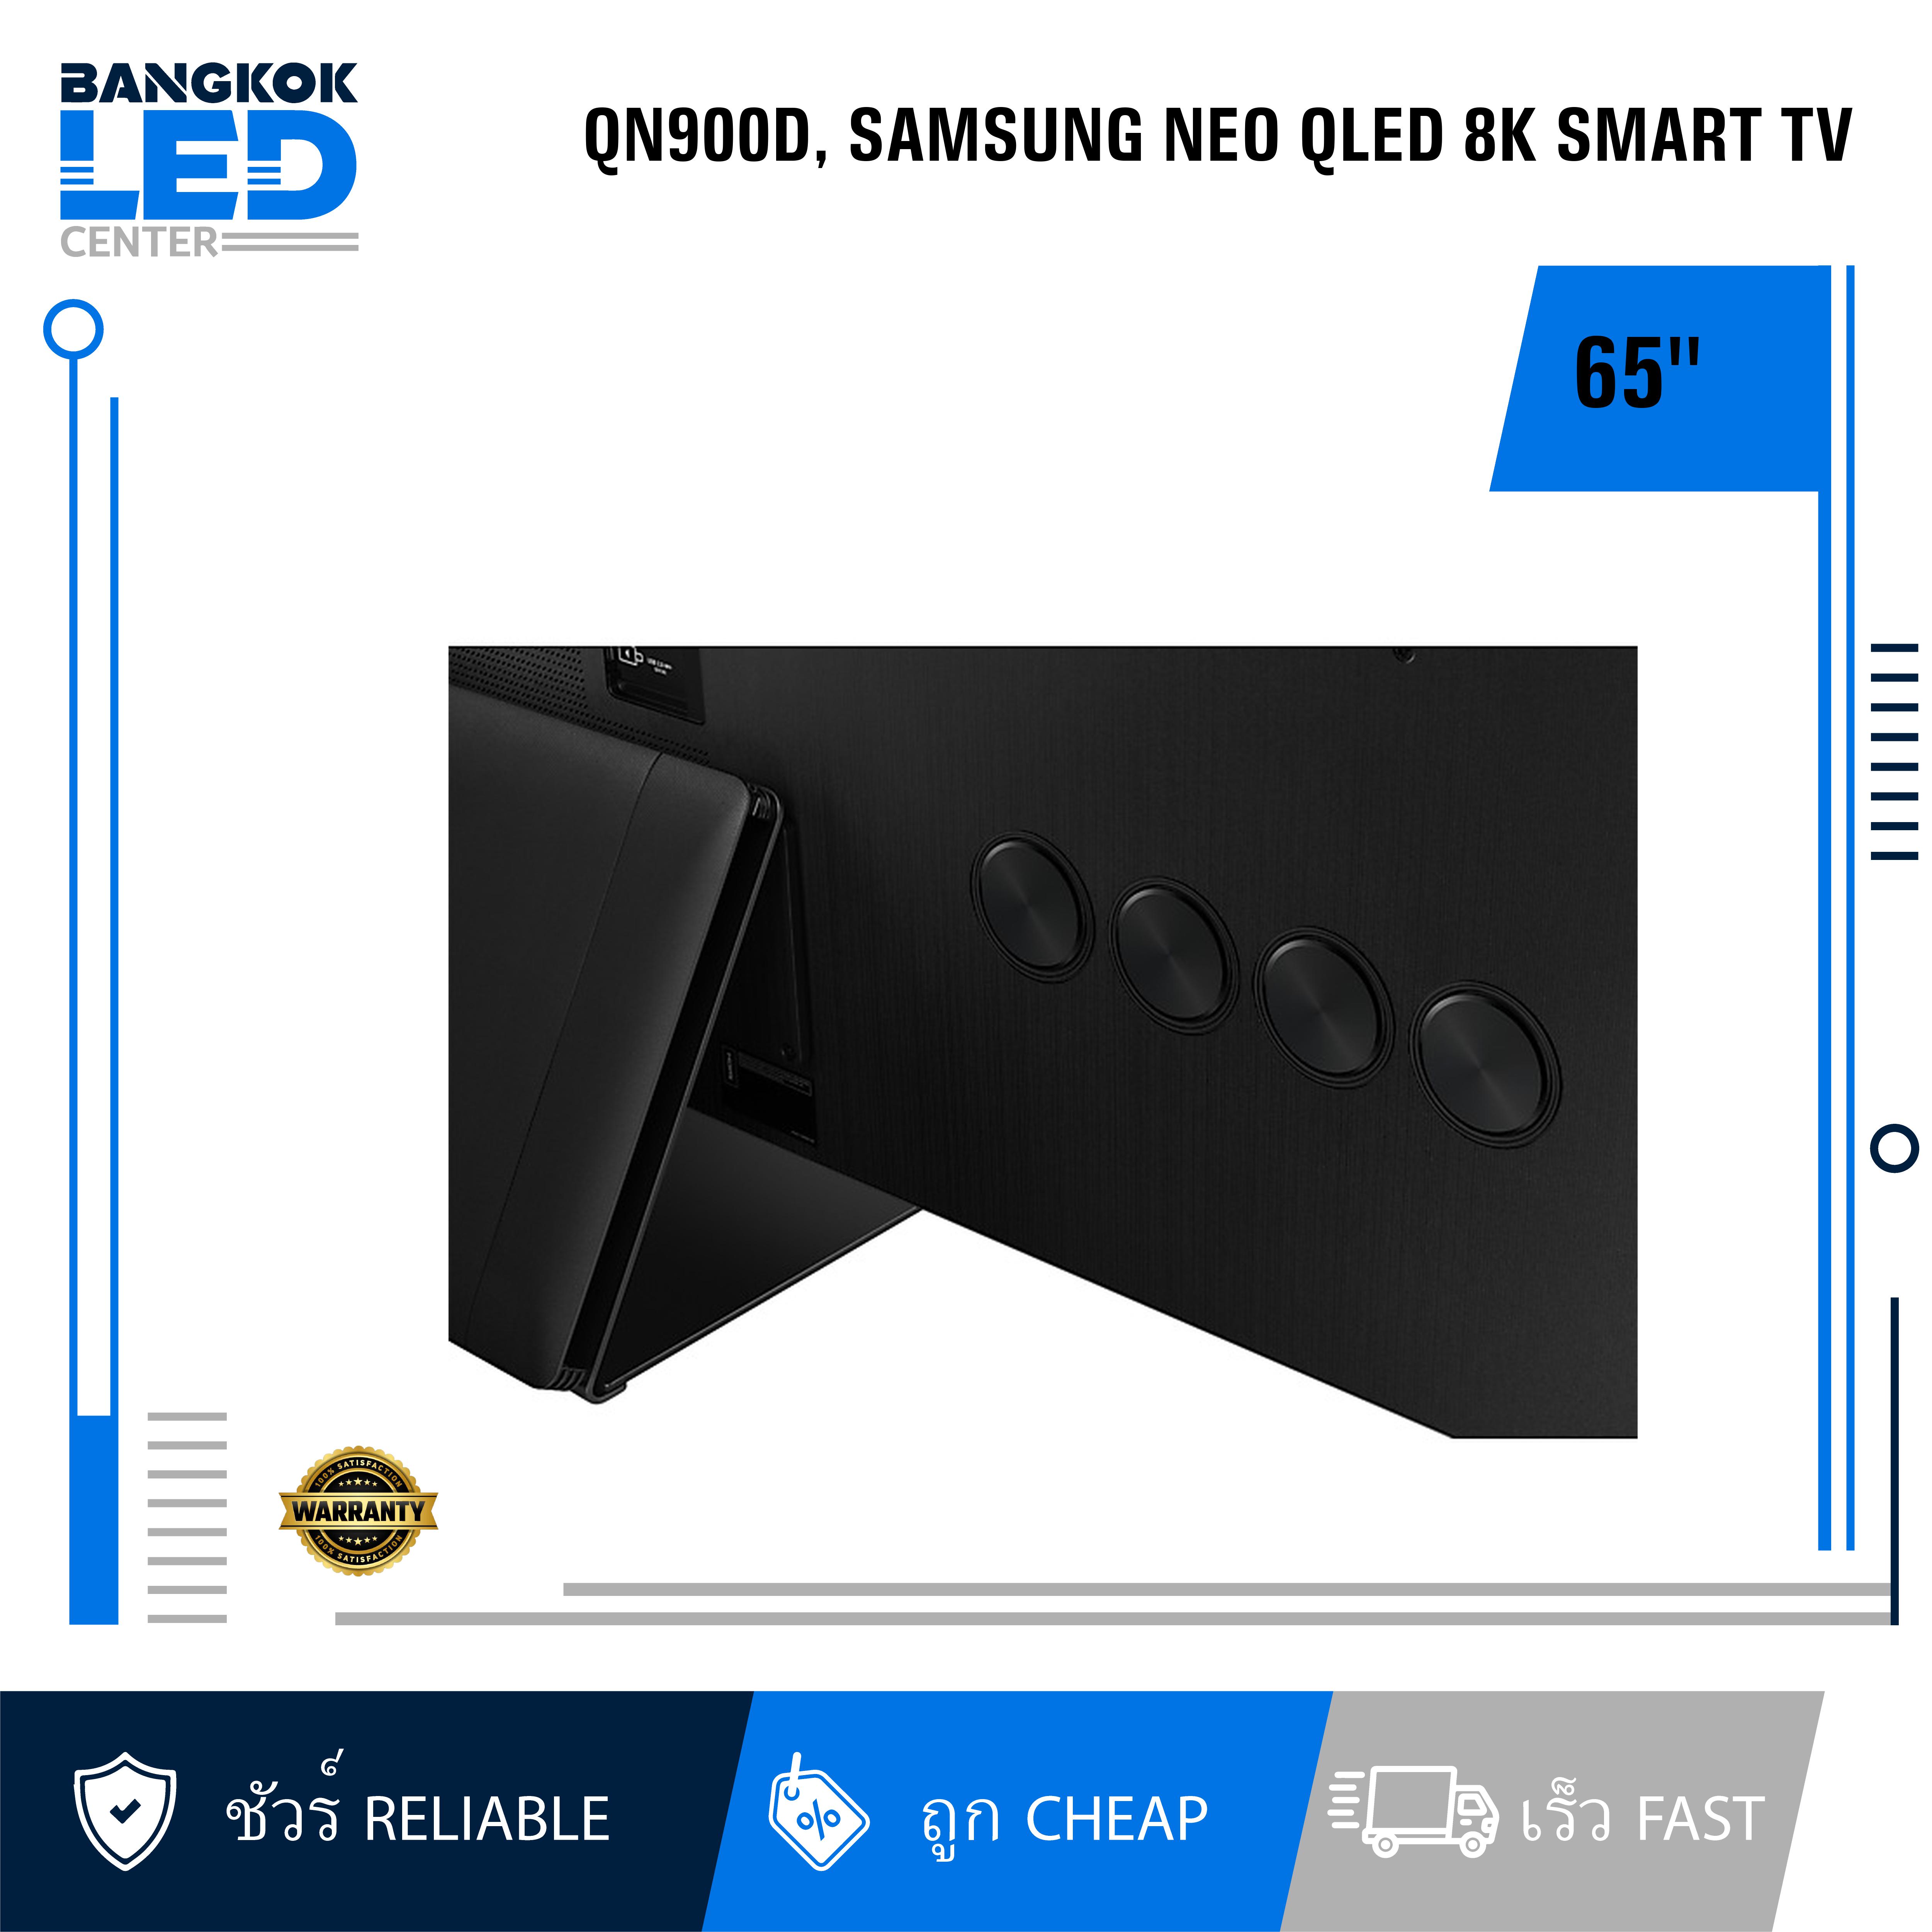 BANGKOK
LED
CENTER
QN900D, SAMSUNG NEO QLED 8K SMART TV
65"
100% SATISFACTION
WARRANTY
100% SATISFACTION
ชัวร์ RELIABLE
% ถูก CHEAP
เร็ว FAST